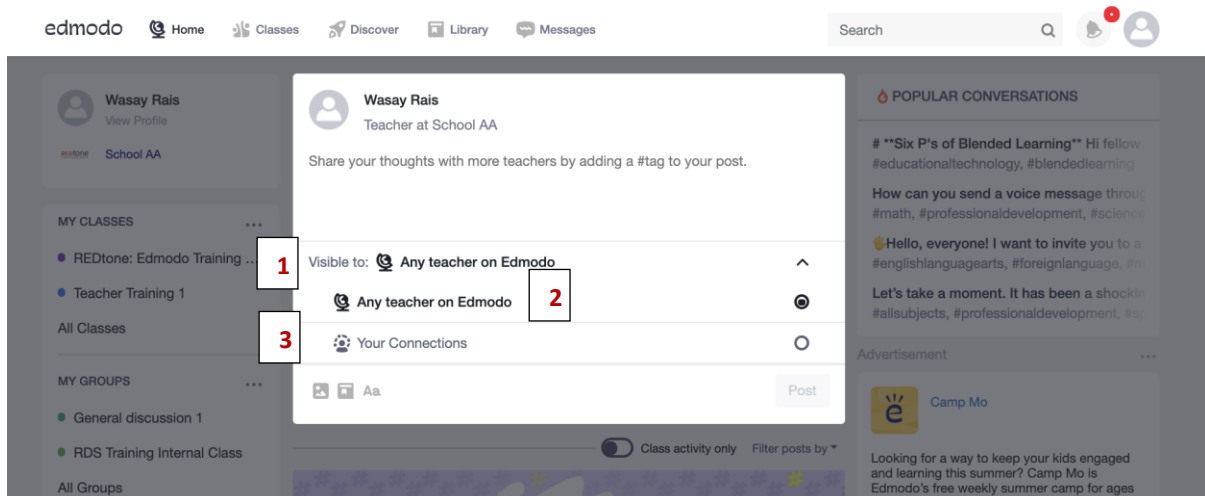 edmodo Home Classes Discover Library Messages Search
Wasay Rais
View Profile
School AA
MY CLASSES ...
REDtone: Edmodo Training ...
Teacher Training 1
All Classes
MY GROUPS ...
General discussion 1
RDS Training Internal Class
All Groups
Wasay Rais
Teacher at School AA
Share your thoughts with more teachers by adding a #tag to your post.
1 Visible to: Any teacher on Edmodo
Any teacher on Edmodo 2
3 Your Connections
Aa Post
Class activity only Filter posts by
POPULAR CONVERSATIONS
# **Six P's of Blended Learning** Hi fellow
#educationaltechnology, #blendedlearning
How can you send a voice message throug
#math, #professionaldevelopment, #science
👋Hello, everyone! I want to invite you to a
#englishlanguagearts, #foreignlanguage,
Let's take a moment. It has been a shockin
#allsubjects, #professionaldevelopment,
Advertisement ...
ë Camp Mo
Looking for a way to keep your kids engaged
and learning this summer? Camp Mo is
Edmodo's free weekly summer camp for ages